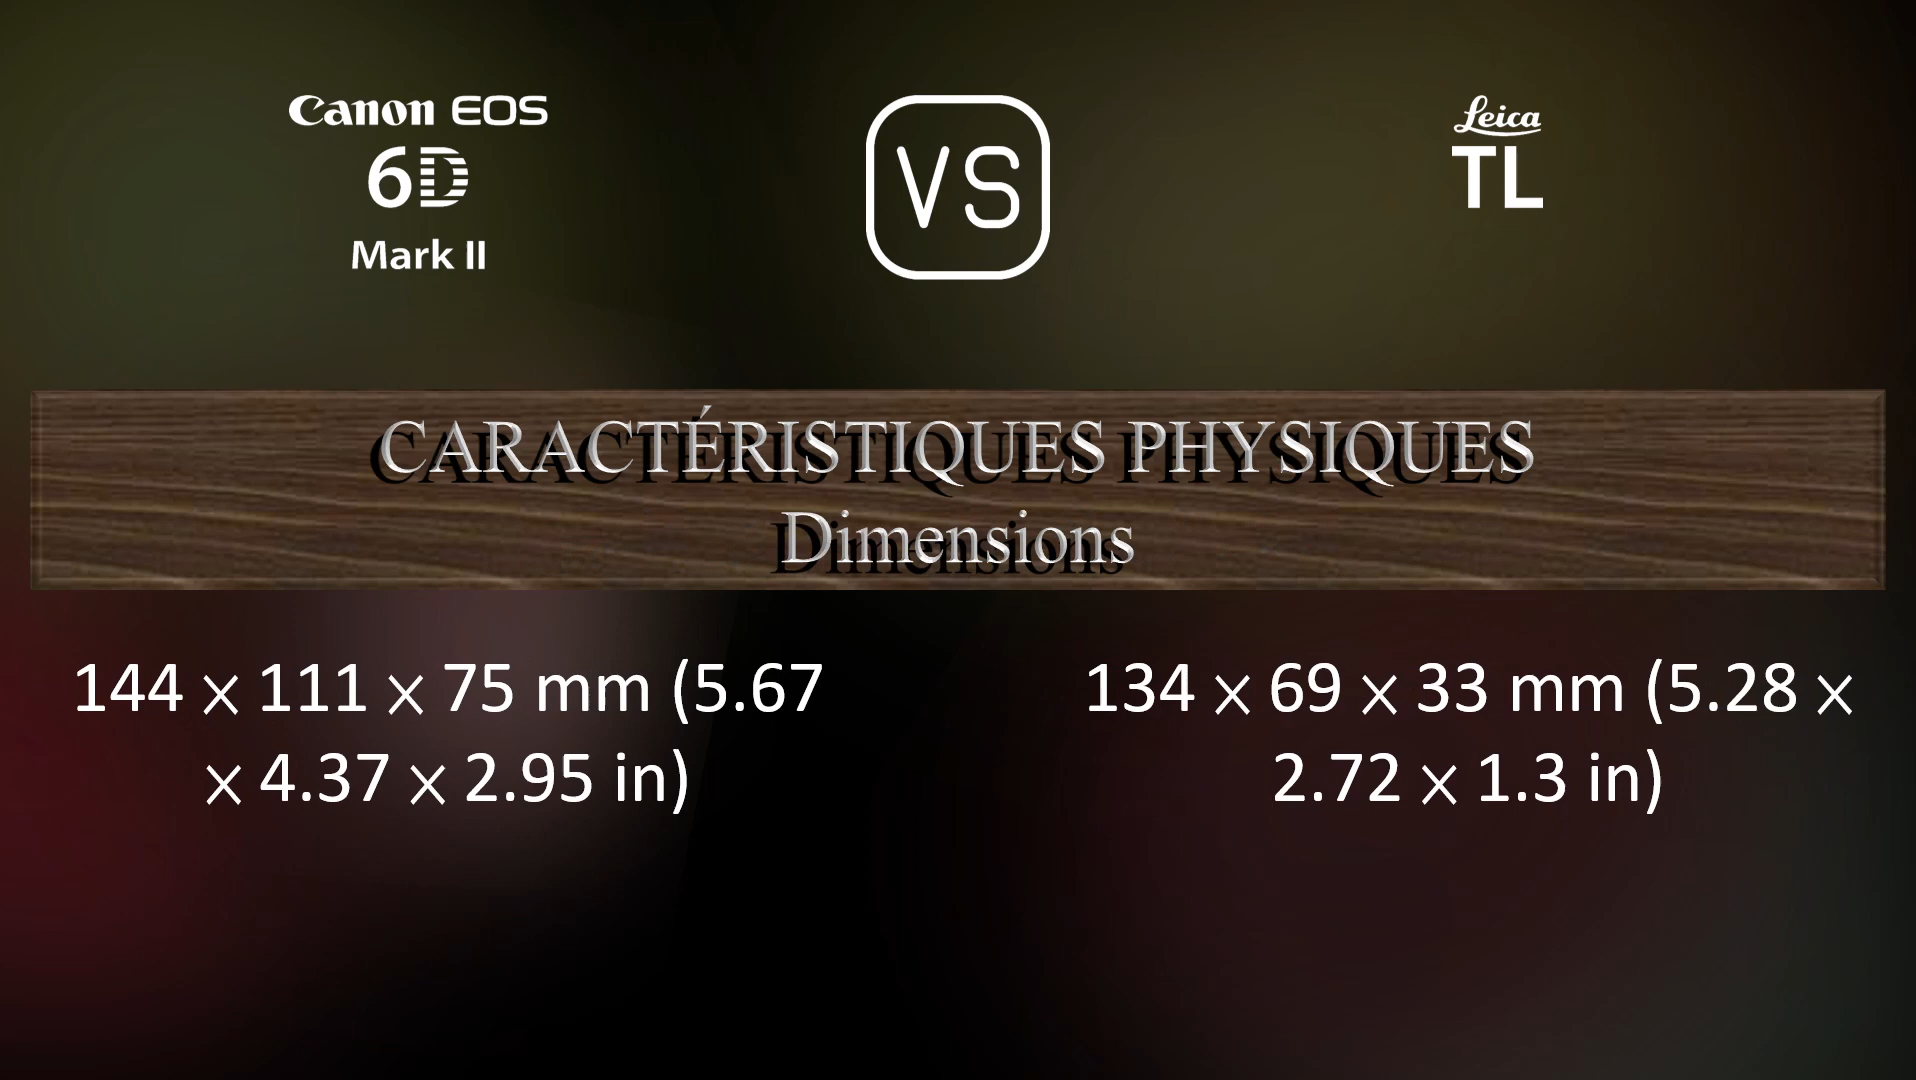 Canon EOS
6D
Mark II
VS
Leica
TL
CARACTÉRISTIQUES PHYSIQUES
Dimensions
144 x 111 x 75 mm (5.67
x 4.37 x 2.95 in)
134 x 69 x 33 mm (5.28 x
2.72 x 1.3 in)